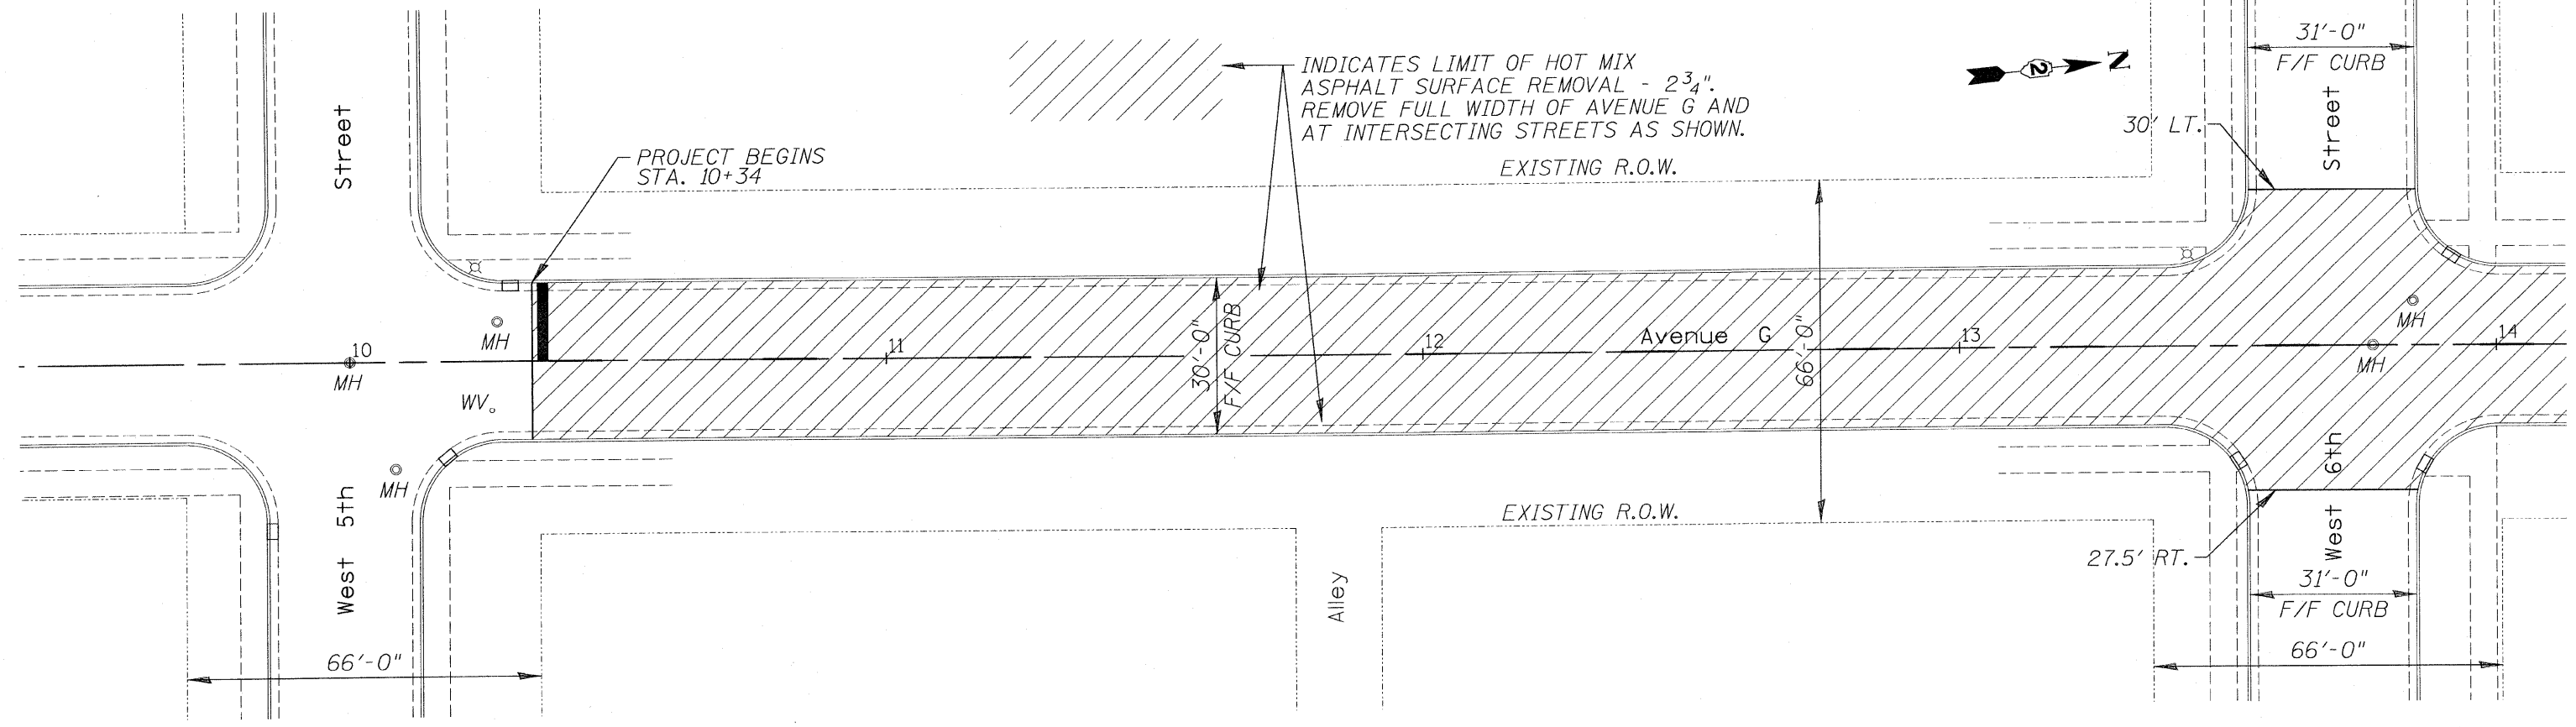 31'-0"
F/F CURB
INDICATES LIMIT OF HOT MIX
ASPHALT SURFACE REMOVAL - 2 3/4".
REMOVE FULL WIDTH OF AVENUE G AND
AT INTERSECTING STREETS AS SHOWN.
2
N
Street
Street
30' LT.
PROJECT BEGINS
STA. 10+34
EXISTING R.O.W.
MH
10
MH
11
12
Avenue G
13
14
MH
MH
30'-0"
F/F CURB
66'-0"
WV
MH
West 5th
West 6th
EXISTING R.O.W.
27.5' RT.
Alley
31'-0"
F/F CURB
66'-0"
66'-0"